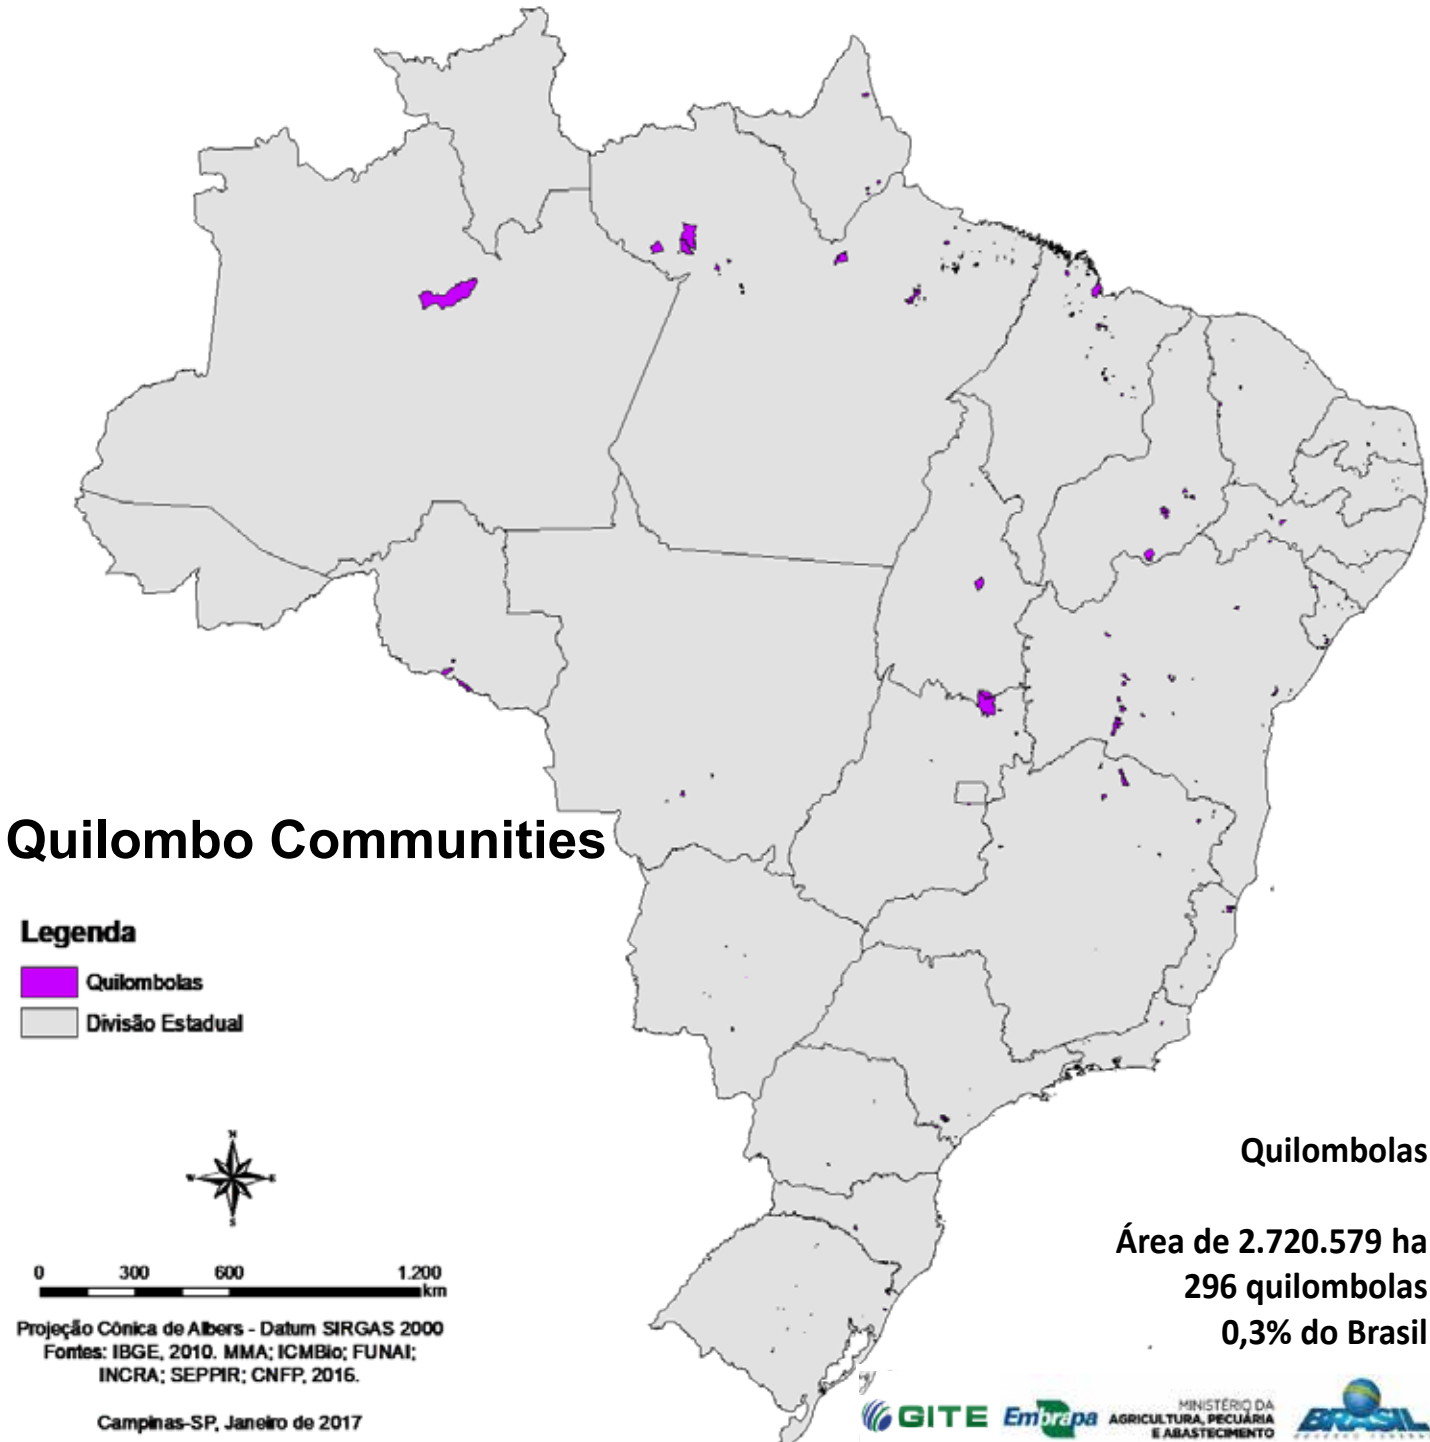 Quilombo Communities
Legenda
Quilombolas
Divisão Estadual
N
W
E
S
0 300 600 1.200
km
Projeção Cônica de Albers - Datum SIRGAS 2000
Fontes: IBGE, 2010. MMA; ICMBio; FUNAI;
INCRA; SEPPIR; CNFP, 2016.
Campinas-SP, Janeiro de 2017
Quilombolas
Área de 2.720.579 ha
296 quilombolas
0,3% do Brasil
GITE
Embrapa
MINISTÉRIO DA
AGRICULTURA, PECUÁRIA
E ABASTECIMENTO
BRASIL
GOVERNO FEDERAL